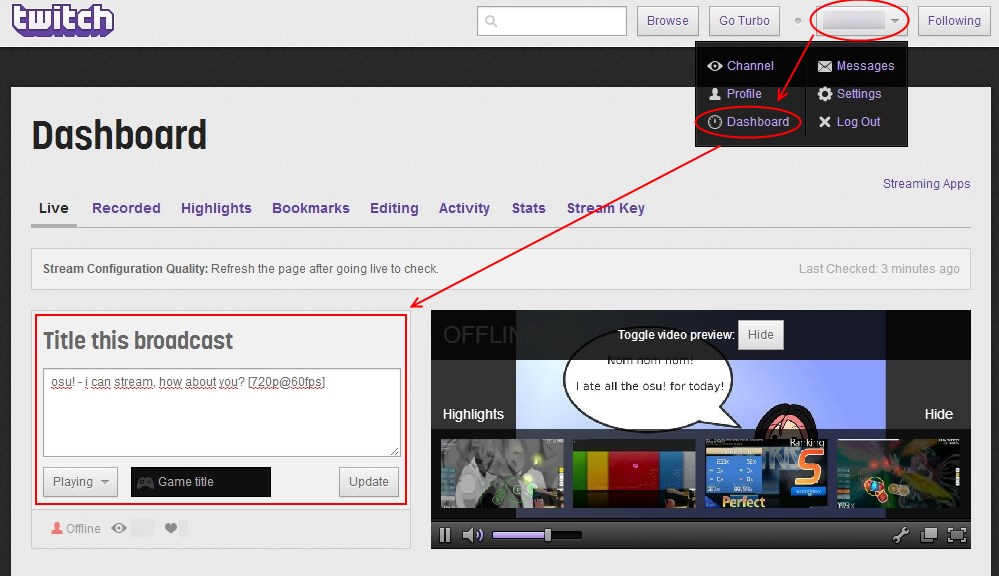 twitch
Browse
Go Turbo
Following
Channel
Messages
Profile
Settings
Dashboard
Log Out
Dashboard
Streaming Apps
Live Recorded Highlights Bookmarks Editing Activity Stats Stream Key
Stream Configuration Quality: Refresh the page after going live to check.
Last Checked: 3 minutes ago
Title this broadcast
osu! - i can stream, how about you? [720p@60fps]
Playing
Game title
Update
Offline
OFFLINE
Toggle video preview: Hide
Nom nom nom!
I ate all the osu! for today!
Highlights
Hide
Ranking
Perfect